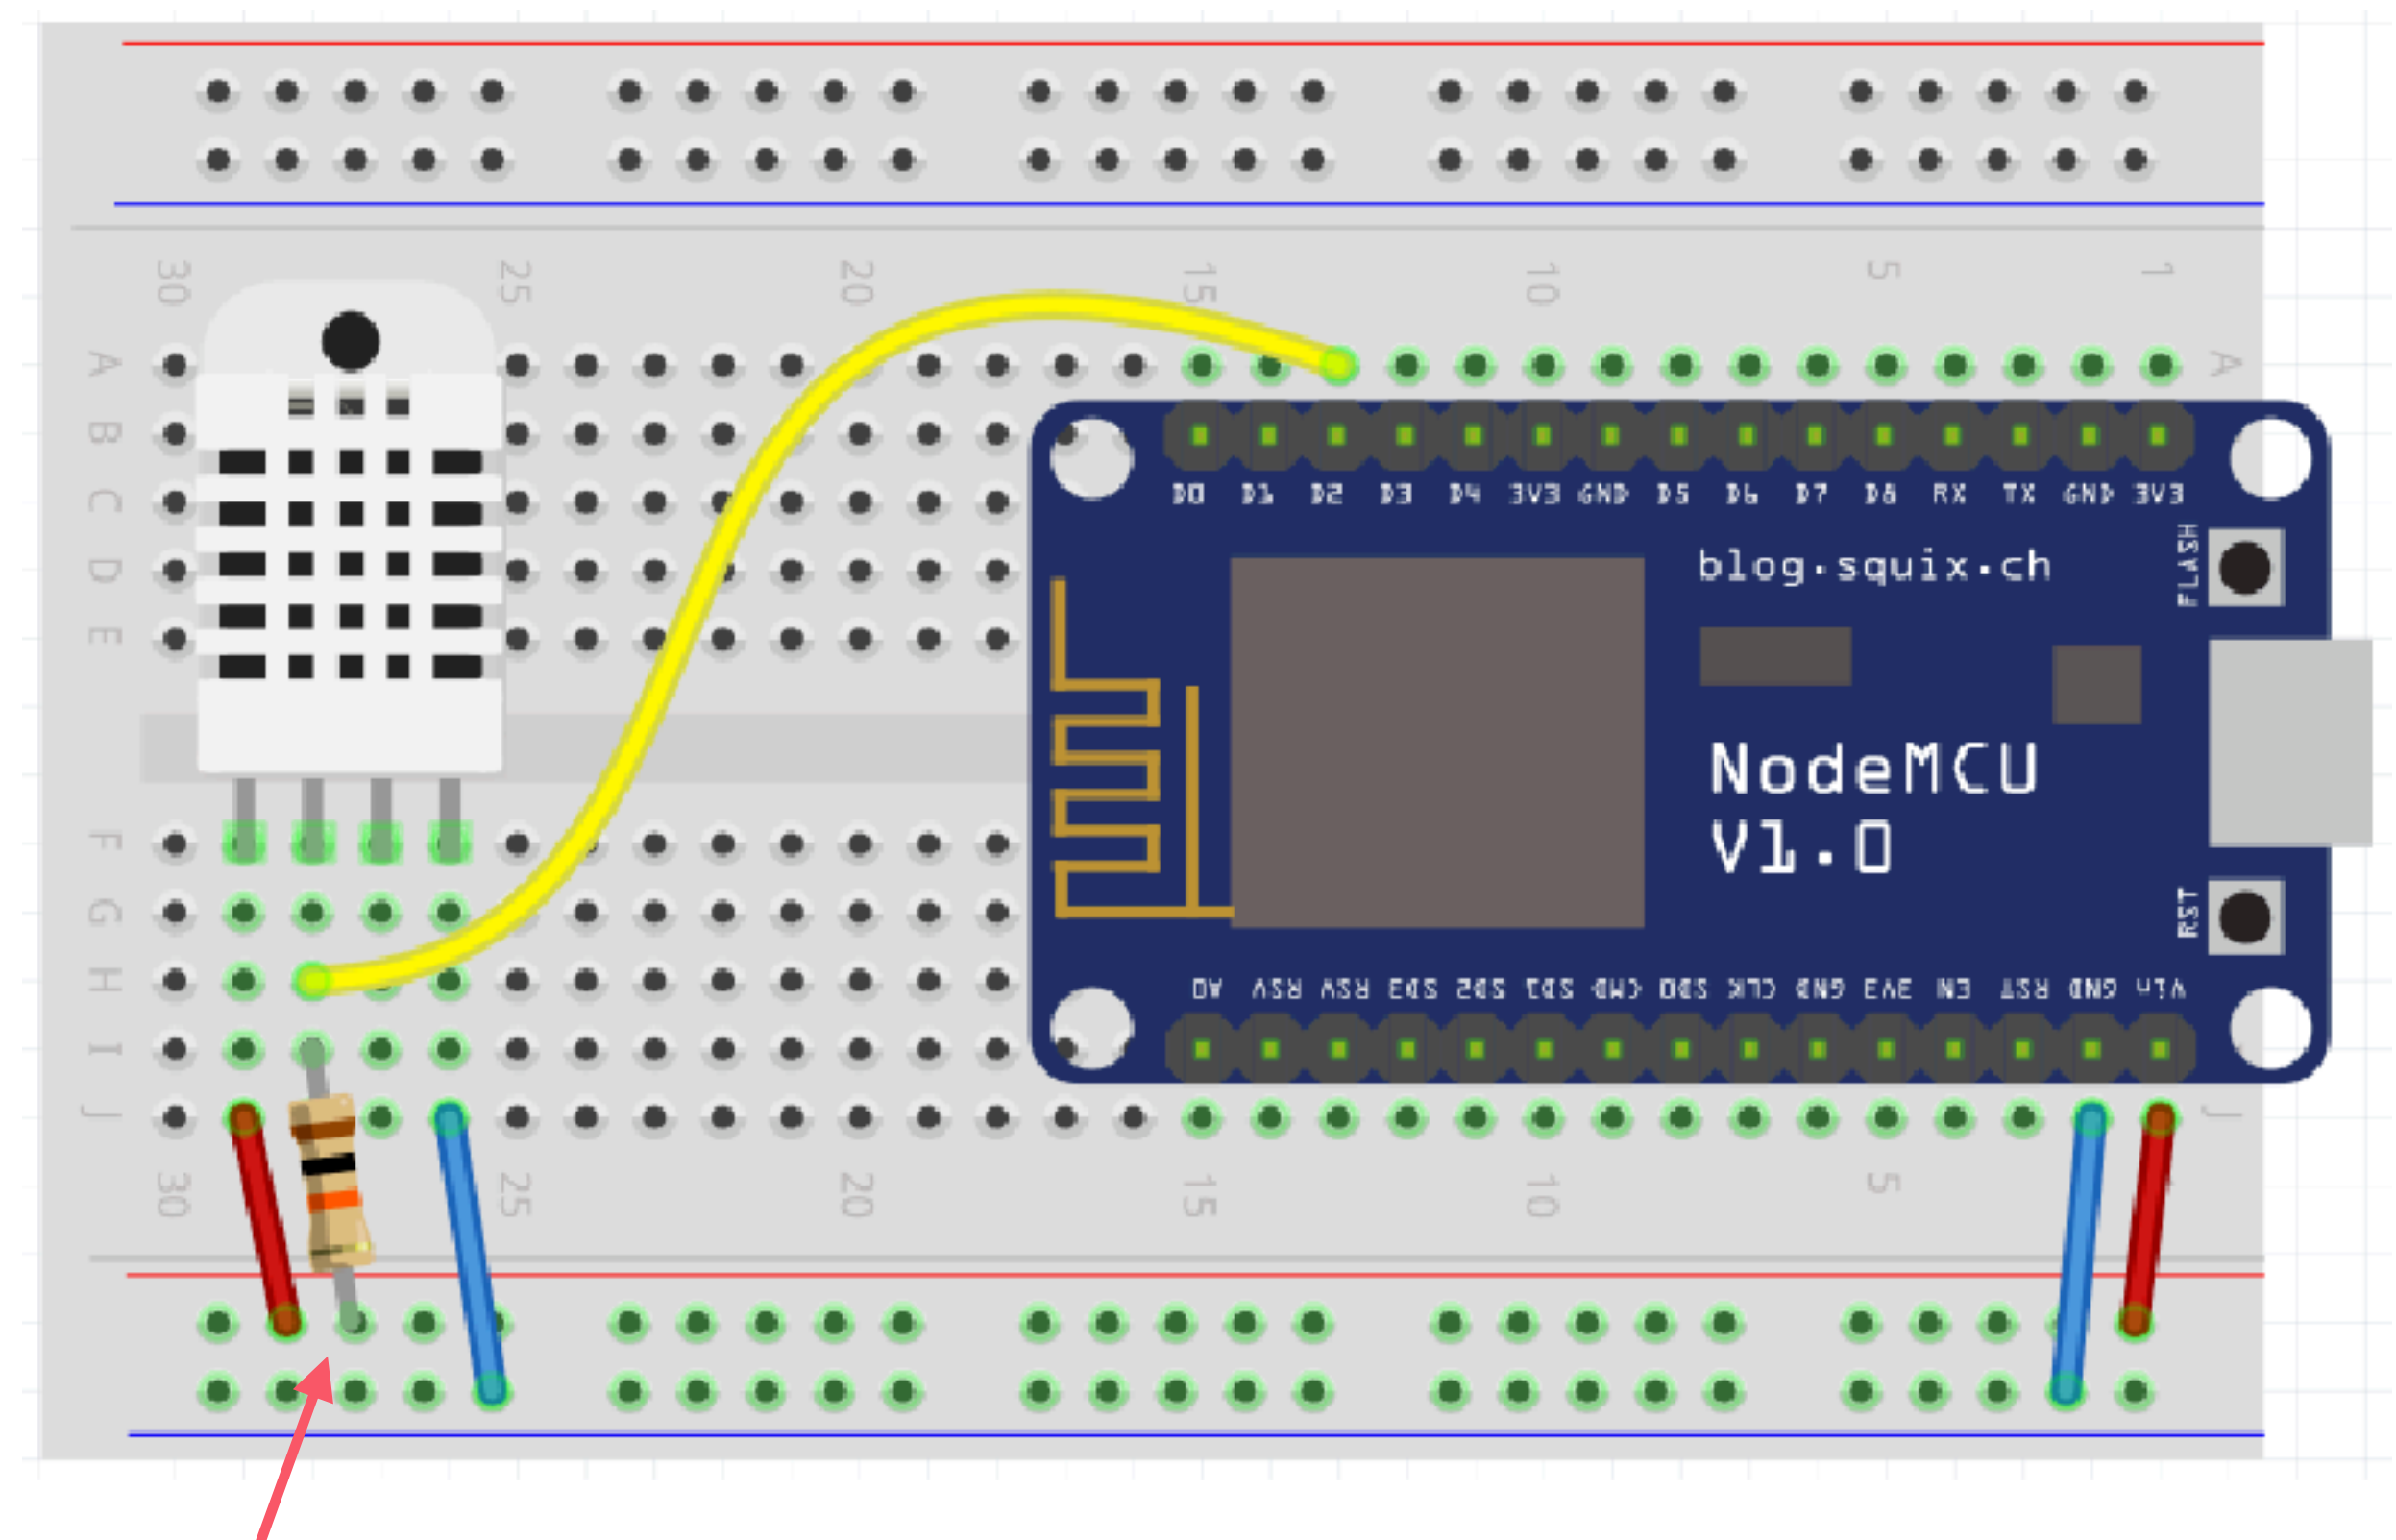 30 25 20 15 10 5 1
A A
B
C
D
E
D0 D1 D2 D3 D4 3V3 GND D5 D6 D7 D8 RX TX GND 3V3
FLASH
blog.squix.ch
NodeMCU
V1.0
F
G
H
I
J J
RST
A0 RSV RSV SD3 SD2 SD1 CMD SD0 CLK GND 3V3 EN RST GND Vin
30 25 20 15 10 5